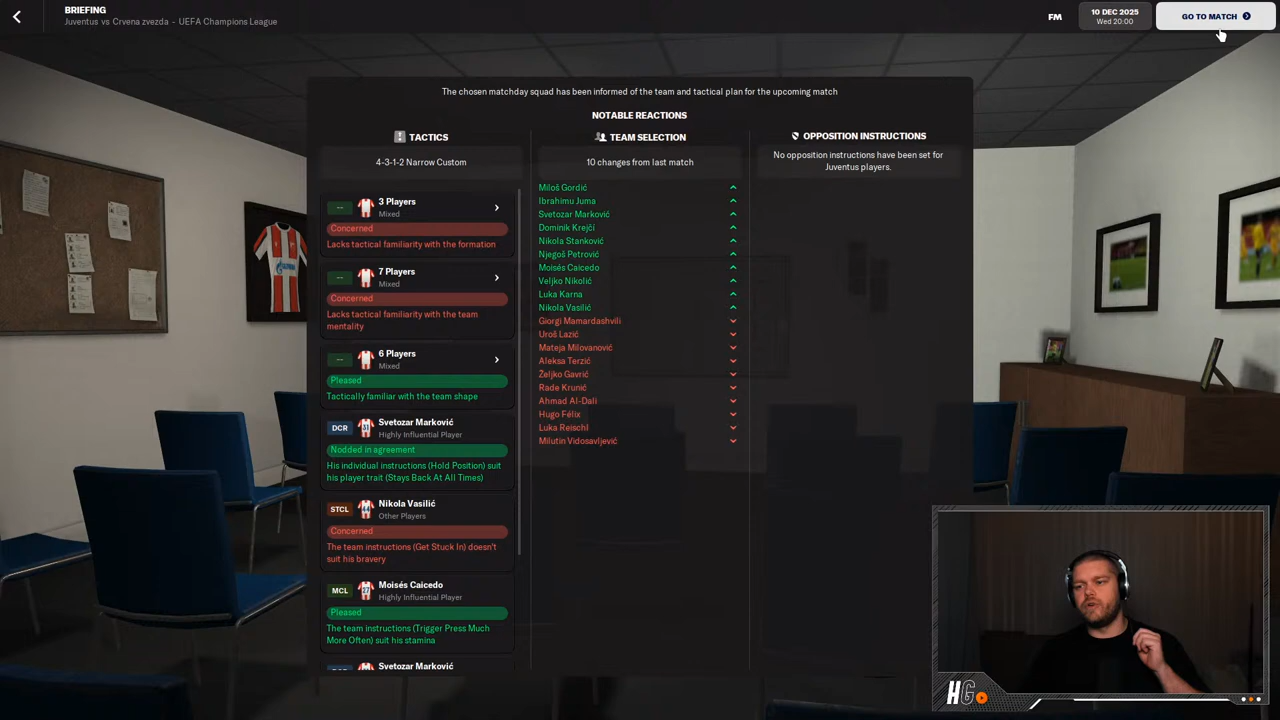 BRIEFING
Juventus vs Crvena zvezda - UEFA Champions League
FM
10 DEC 2025
Wed 20:00
GO TO MATCH
The chosen matchday squad has been informed of the team and tactical plan for the upcoming match
NOTABLE REACTIONS
TACTICS
4-3-1-2 Narrow Custom
--
3 Players
Mixed
Concerned
Lacks tactical familiarity with the formation
--
7 Players
Mixed
Concerned
Lacks tactical familiarity with the team
mentality
--
6 Players
Mixed
Pleased
Tactically familiar with the team shape
DCR
Svetozar Marković
Highly Influential Player
Nodded in agreement
His individual instructions (Hold Position) suit
his player trait (Stays Back At All Times)
STCL
Nikola Vasilić
Other Players
Concerned
The team instructions (Get Stuck In) doesn't
suit his bravery
MCL
Moisés Caicedo
Highly Influential Player
Pleased
The team instructions (Trigger Press Much
More Often) suit his stamina
Svetozar Marković
TEAM SELECTION
10 changes from last match
Miloš Gordić
Ibrahimu Juma
Svetozar Marković
Dominik Krejčí
Nikola Stanković
Njegoš Petrović
Moisés Caicedo
Veljko Nikolić
Luka Karna
Nikola Vasilić
Giorgi Mamardashvili
Uroš Lazić
Mateja Milovanović
Aleksa Terzić
Željko Gavrić
Rade Krunić
Ahmad Al-Dali
Hugo Félix
Luka Reischl
Milutin Vidosavljević
OPPOSITION INSTRUCTIONS
No opposition instructions have been set for
Juventus players.
HG